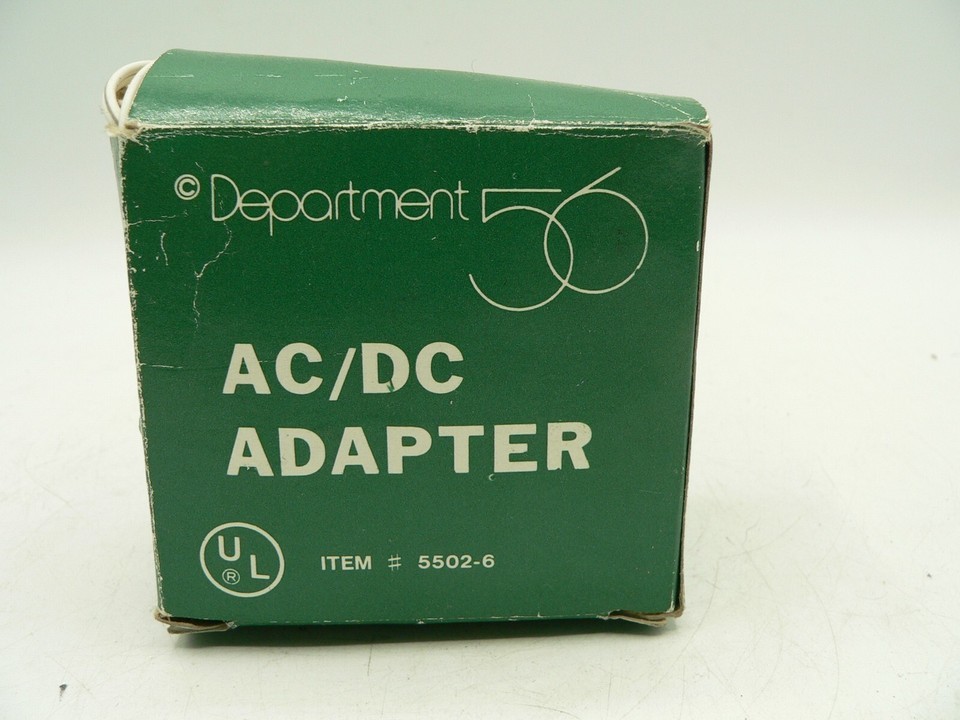 © Department 56
AC/DC
ADAPTER
UL ®
ITEM # 5502-6